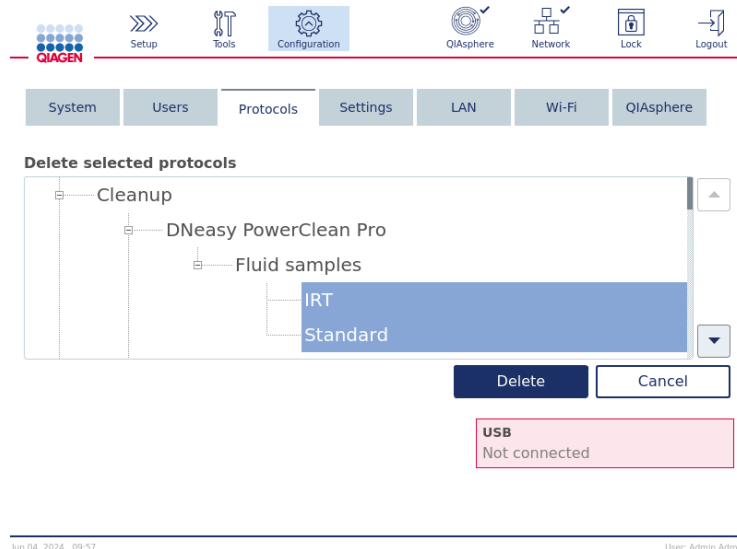 QIAGEN
Setup
Tools
Configuration
QIAsphere
Network
Lock
Logout
System
Users
Protocols
Settings
LAN
Wi-Fi
QIAsphere
Delete selected protocols
Cleanup
DNeasy PowerClean Pro
Fluid samples
IRT
Standard
Delete
Cancel
USB
Not connected
Jun 04, 2024 , 09:57
User: Admin Adm